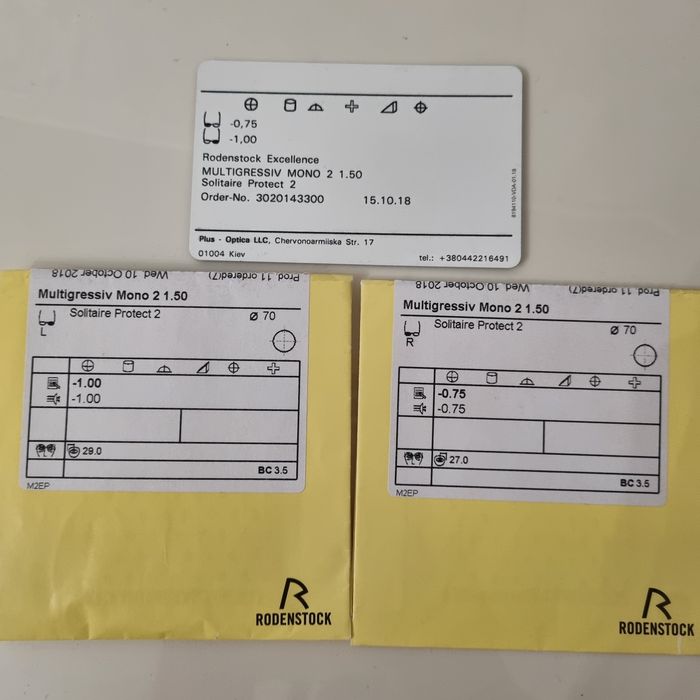 -0,75
-1,00
Rodenstock Excellence
MULTIGRESSIV MONO 2 1.50
Solitaire Protect 2
Order-No. 3020143300 15.10.18
Plus - Optica LLC, Chervonoarmiiska Str. 17
01004 Kiev tel.: +380442216491
8194110-VDA-01.18
Prod. 11 ordered(7) Wed 10 October 2018
Multigressiv Mono 2 1.50
Solitaire Protect 2 ø 70
L
-1.00
-1.00
29.0
BC 3.5
M2EP
RODENSTOCK
Prod. 11 ordered(7) Wed 10 October 2018
Multigressiv Mono 2 1.50
Solitaire Protect 2 ø 70
R
-0.75
-0.75
27.0
BC 3.5
M2EP
RODENSTOCK